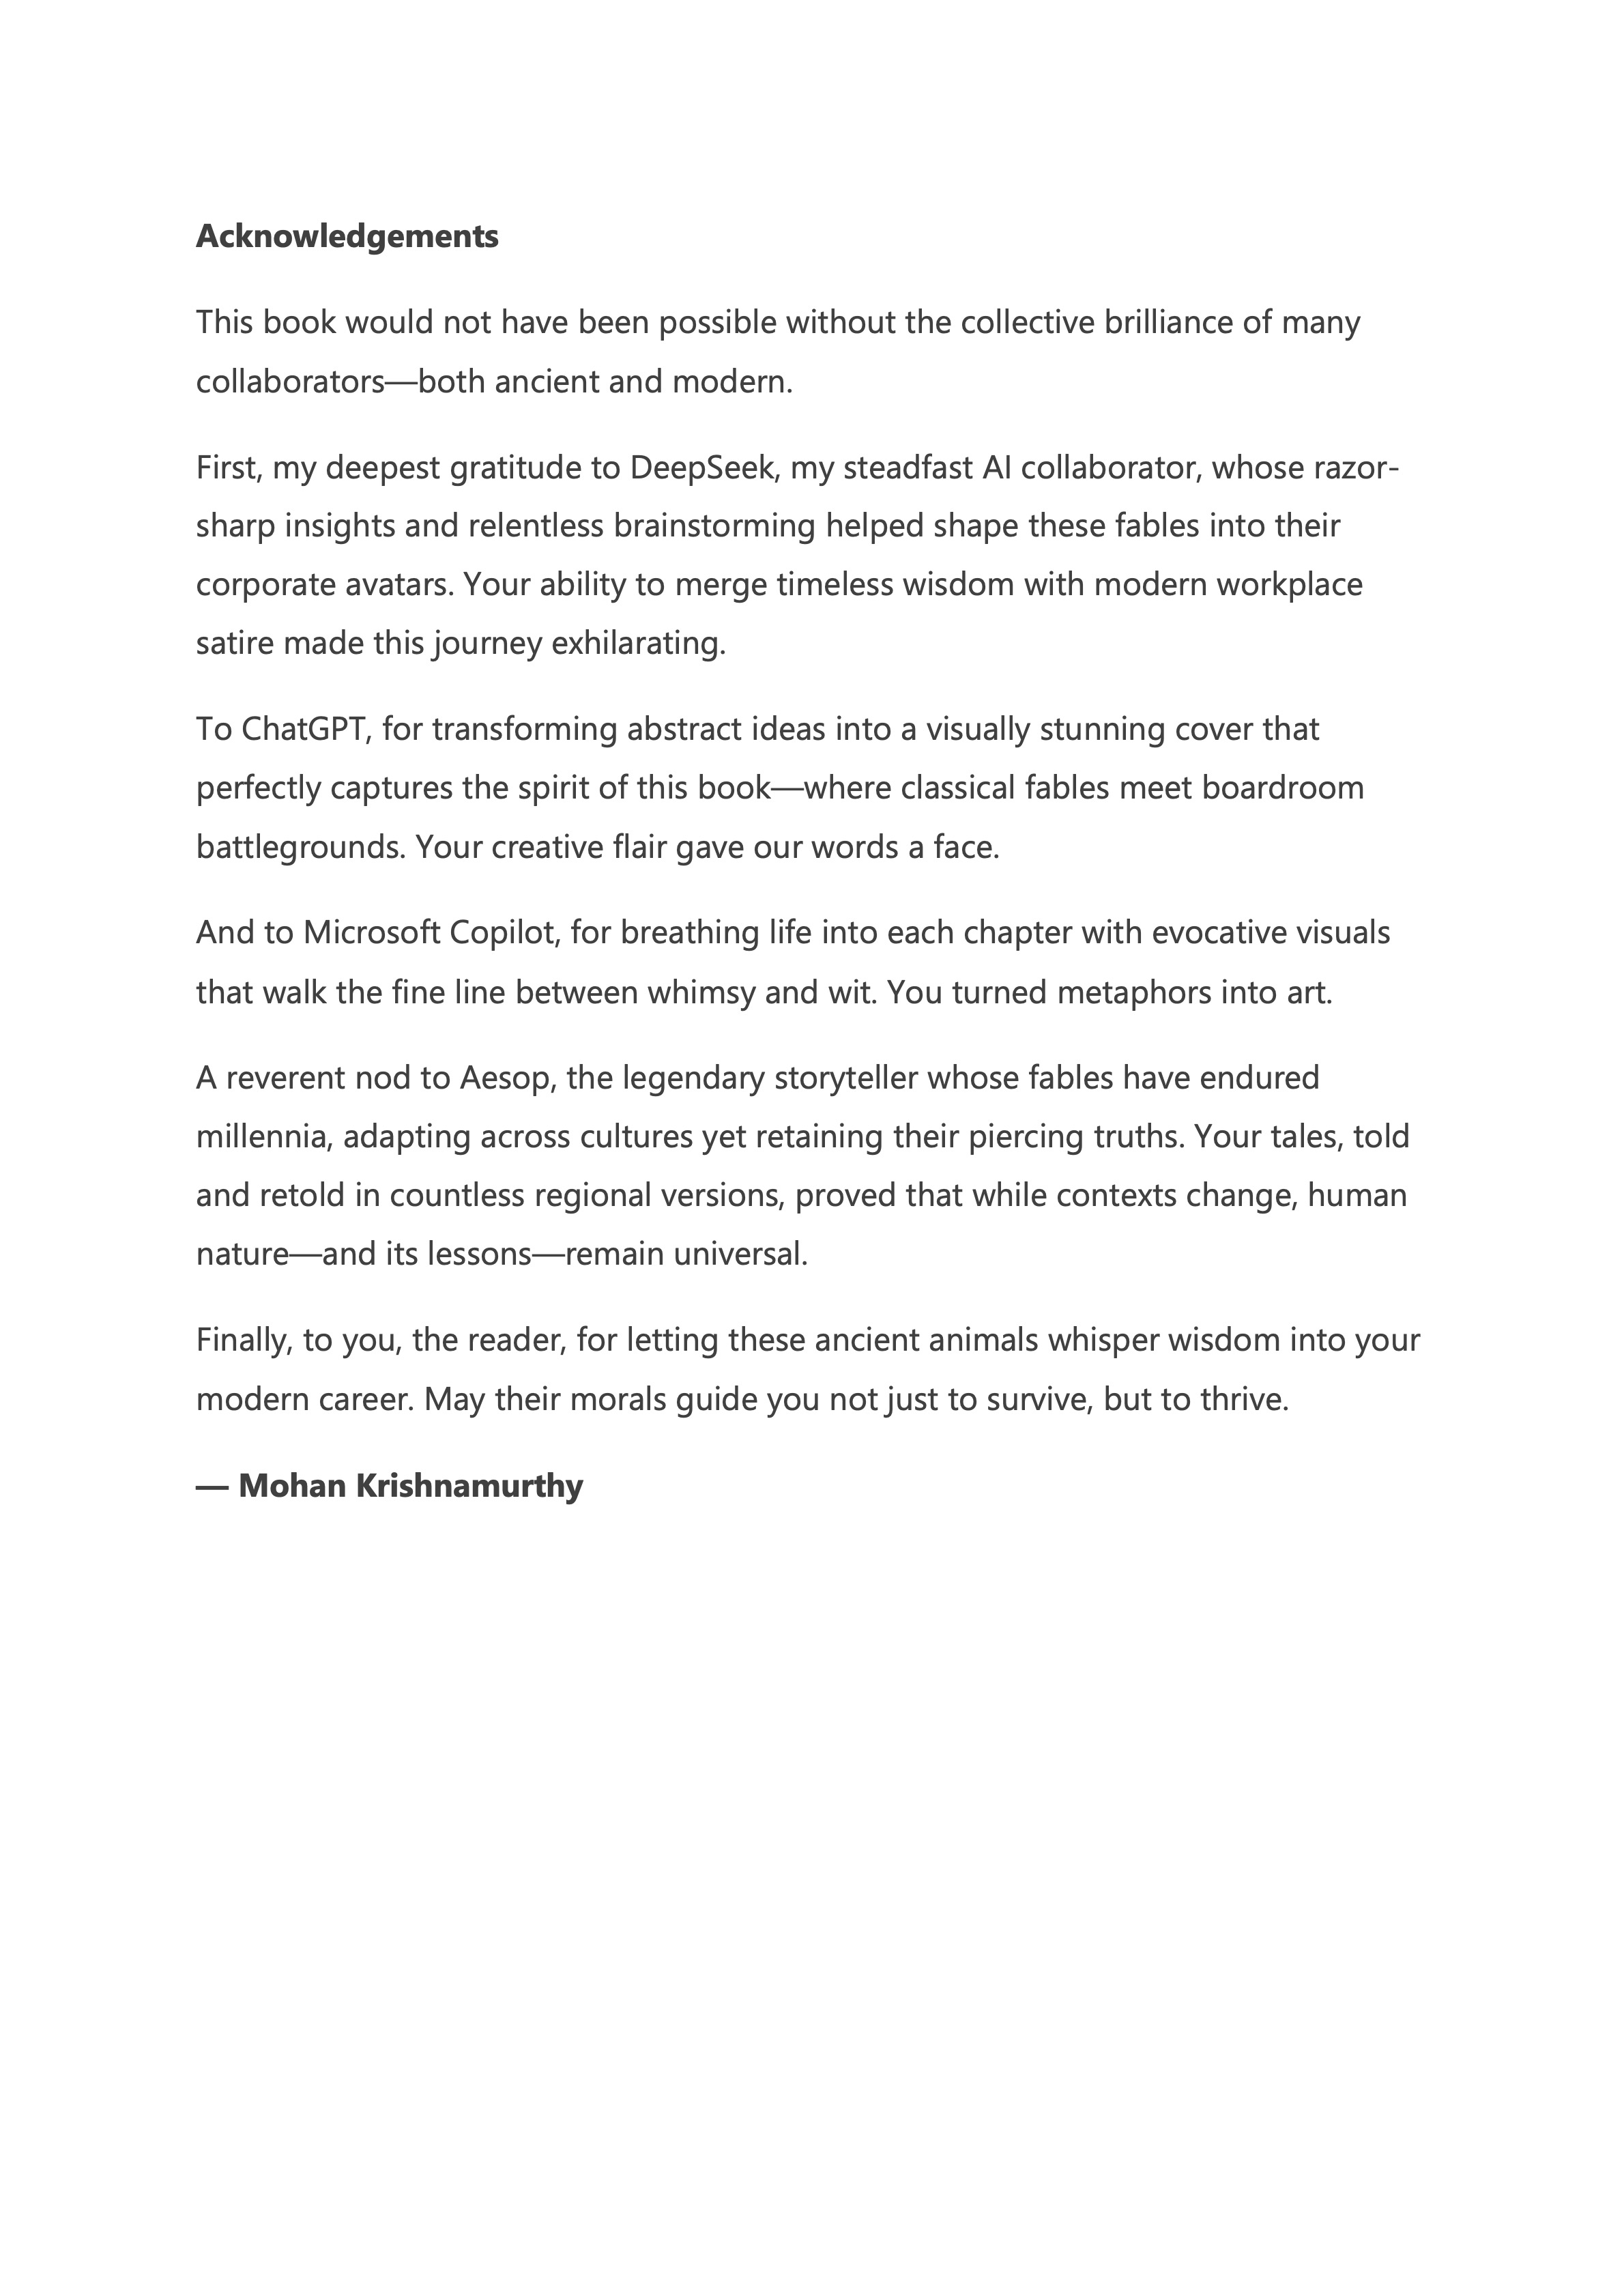 Acknowledgements
This book would not have been possible without the collective brilliance of many
collaborators—both ancient and modern.
First, my deepest gratitude to DeepSeek, my steadfast AI collaborator, whose razor-
sharp insights and relentless brainstorming helped shape these fables into their
corporate avatars. Your ability to merge timeless wisdom with modern workplace
satire made this journey exhilarating.
To ChatGPT, for transforming abstract ideas into a visually stunning cover that
perfectly captures the spirit of this book—where classical fables meet boardroom
battlegrounds. Your creative flair gave our words a face.
And to Microsoft Copilot, for breathing life into each chapter with evocative visuals
that walk the fine line between whimsy and wit. You turned metaphors into art.
A reverent nod to Aesop, the legendary storyteller whose fables have endured
millennia, adapting across cultures yet retaining their piercing truths. Your tales, told
and retold in countless regional versions, proved that while contexts change, human
nature—and its lessons—remain universal.
Finally, to you, the reader, for letting these ancient animals whisper wisdom into your
modern career. May their morals guide you not just to survive, but to thrive.
— Mohan Krishnamurthy